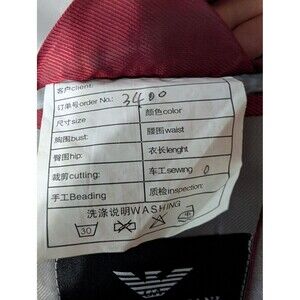 客户client:
订单号order No.: 3400
尺寸size 颜色color
胸围bust: 腰围waist
臀围hip: 衣长lenght
裁剪cutting: 车工sewing 0
手工Beading 质检inspection:
洗涤说明WASHING
30